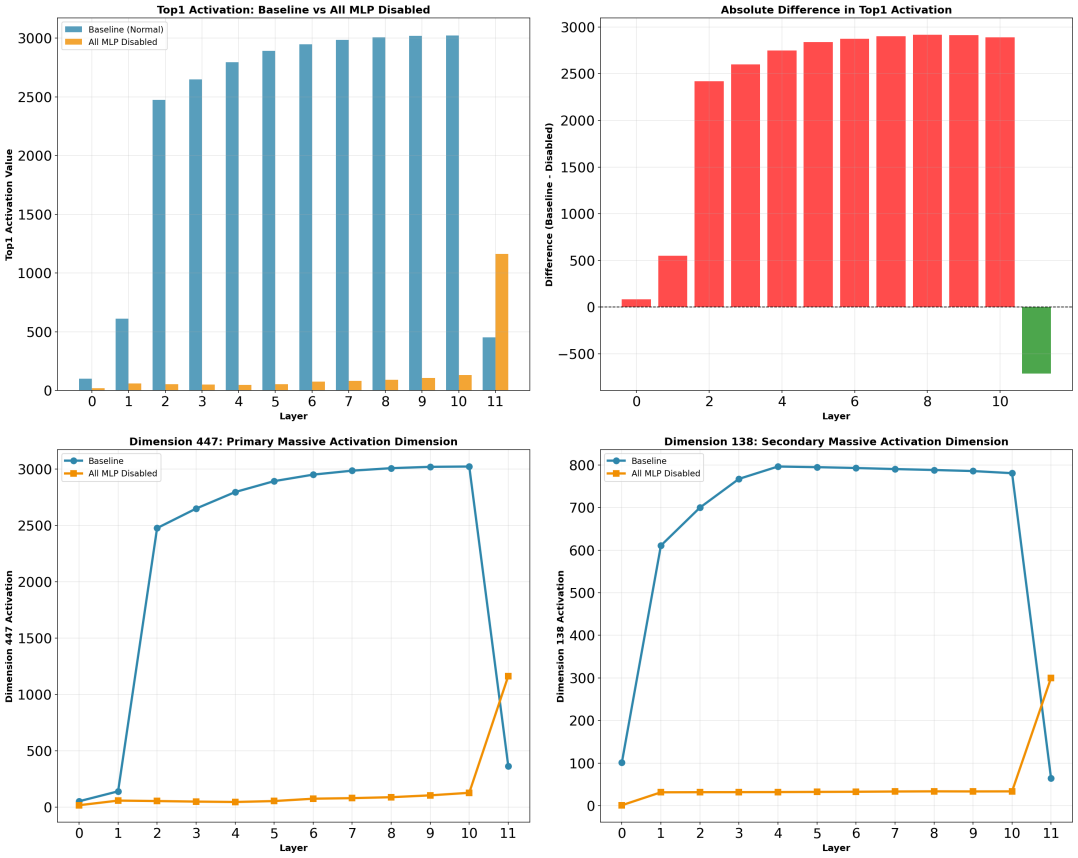 Top1 Activation: Baseline vs All MLP Disabled
Baseline (Normal)
All MLP Disabled
Top1 Activation Value
3000
2500
2000
1500
1000
500
0
0 1 2 3 4 5 6 7 8 9 10 11
Layer
Absolute Difference in Top1 Activation
Difference (Baseline - Disabled)
3000
2500
2000
1500
1000
500
0
−500
0 2 4 6 8 10
Layer
Dimension 447: Primary Massive Activation Dimension
Baseline
All MLP Disabled
Dimension 447 Activation
3000
2500
2000
1500
1000
500
0
0 1 2 3 4 5 6 7 8 9 10 11
Layer
Dimension 138: Secondary Massive Activation Dimension
Baseline
All MLP Disabled
Dimension 138 Activation
800
700
600
500
400
300
200
100
0
0 1 2 3 4 5 6 7 8 9 10 11
Layer